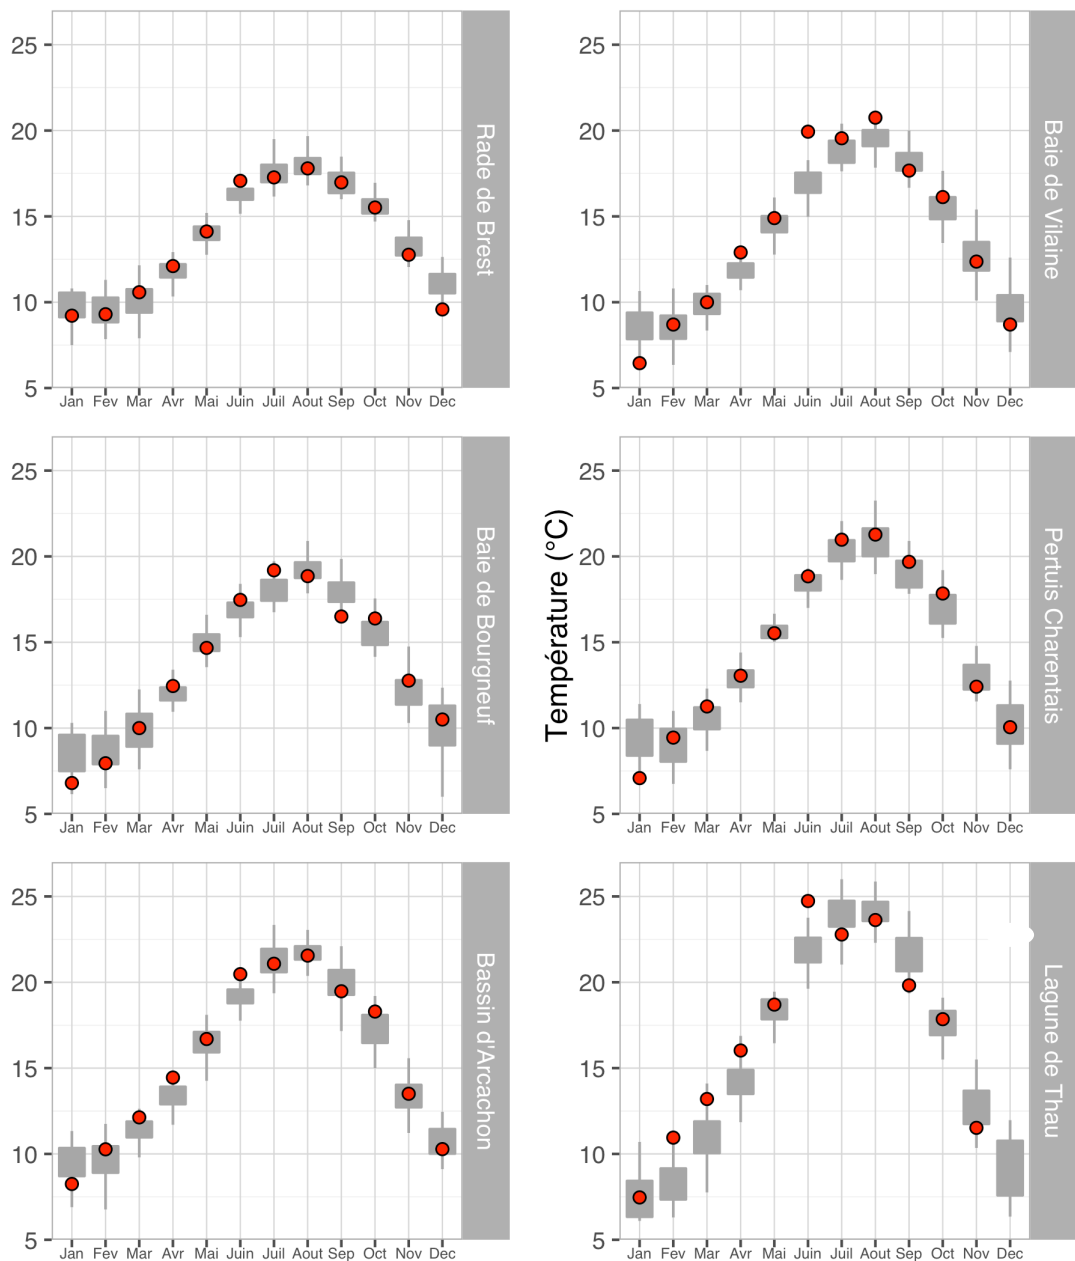 25
20
15
10
5
Jan Fev Mar Avr Mai Juin Juil Aout Sep Oct Nov Dec
Rade de Brest
25
20
15
10
5
Jan Fev Mar Avr Mai Juin Juil Aout Sep Oct Nov Dec
Baie de Vilaine
25
20
15
10
5
Jan Fev Mar Avr Mai Juin Juil Aout Sep Oct Nov Dec
Baie de Bourgneuf
Température (°C)
25
20
15
10
5
Jan Fev Mar Avr Mai Juin Juil Aout Sep Oct Nov Dec
Pertuis Charentais
25
20
15
10
5
Jan Fev Mar Avr Mai Juin Juil Aout Sep Oct Nov Dec
Bassin d'Arcachon
25
20
15
10
5
Jan Fev Mar Avr Mai Juin Juil Aout Sep Oct Nov Dec
Lagune de Thau